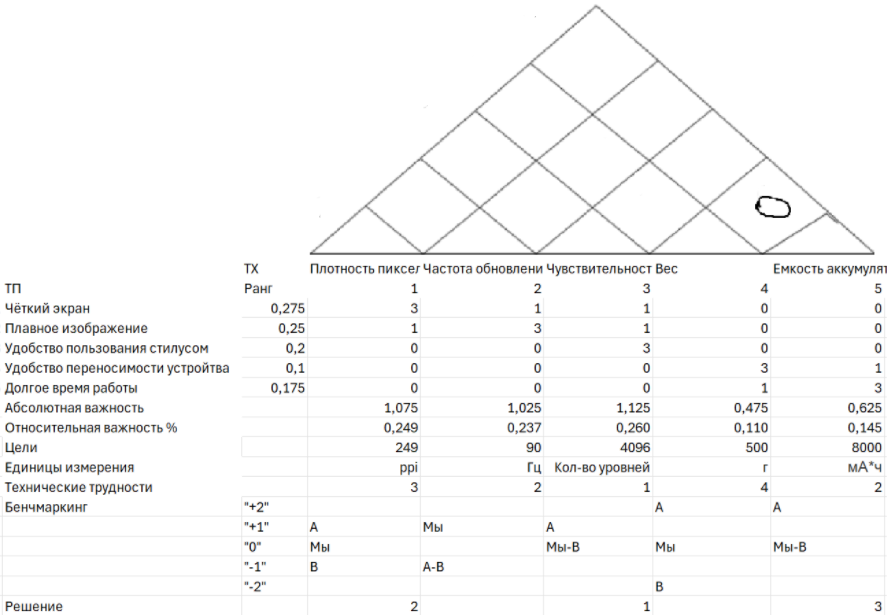 ТХ Плотность пиксел Частота обновлени Чувствительност Вес Емкость аккумулят
ТП Ранг 1 2 3 4 5
Чёткий экран 0,275 3 1 1 0 0
Плавное изображение 0,25 1 3 1 0 0
Удобство пользования стилусом 0,2 0 0 3 0 0
Удобство переносимости устройтва 0,1 0 0 0 3 1
Долгое время работы 0,175 0 0 0 1 3
Абсолютная важность 1,075 1,025 1,125 0,475 0,625
Относительная важность % 0,249 0,237 0,260 0,110 0,145
Цели 249 90 4096 500 8000
Единицы измерения ppi Гц Кол-во уровней г мА*ч
Технические трудности 3 2 1 4 2
Бенчмаркинг "+2" А А
"+1" А Мы А
"0" Мы Мы-В Мы Мы-В
"-1" В А-В
"-2" В
Решение 2 1 3